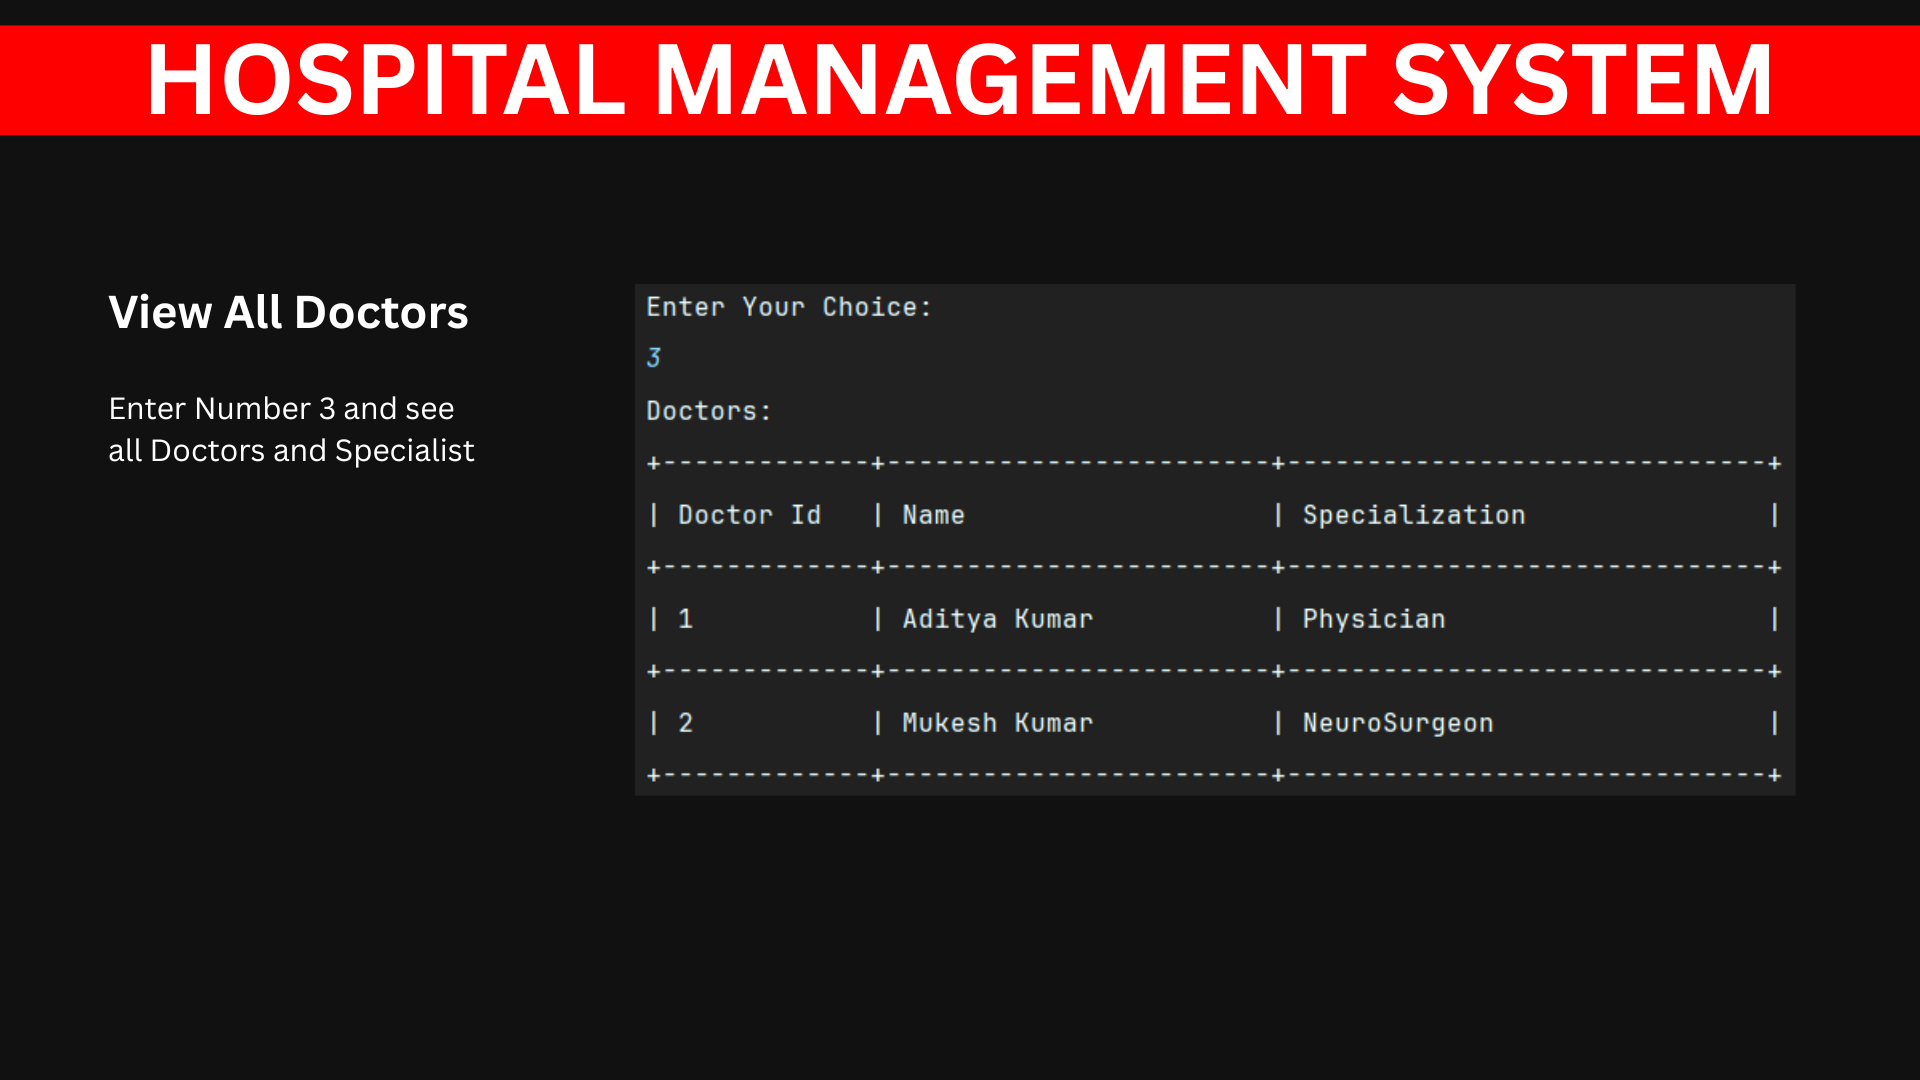 HOSPITAL MANAGEMENT SYSTEM
View All Doctors
Enter Number 3 and see
all Doctors and Specialist
Enter Your Choice:
3
Doctors:
+-------------+------------------------+------------------------------+
| Doctor Id   | Name                   | Specialization               |
+-------------+------------------------+------------------------------+
| 1           | Aditya Kumar           | Physician                    |
+-------------+------------------------+------------------------------+
| 2           | Mukesh Kumar           | NeuroSurgeon                 |
+-------------+------------------------+------------------------------+